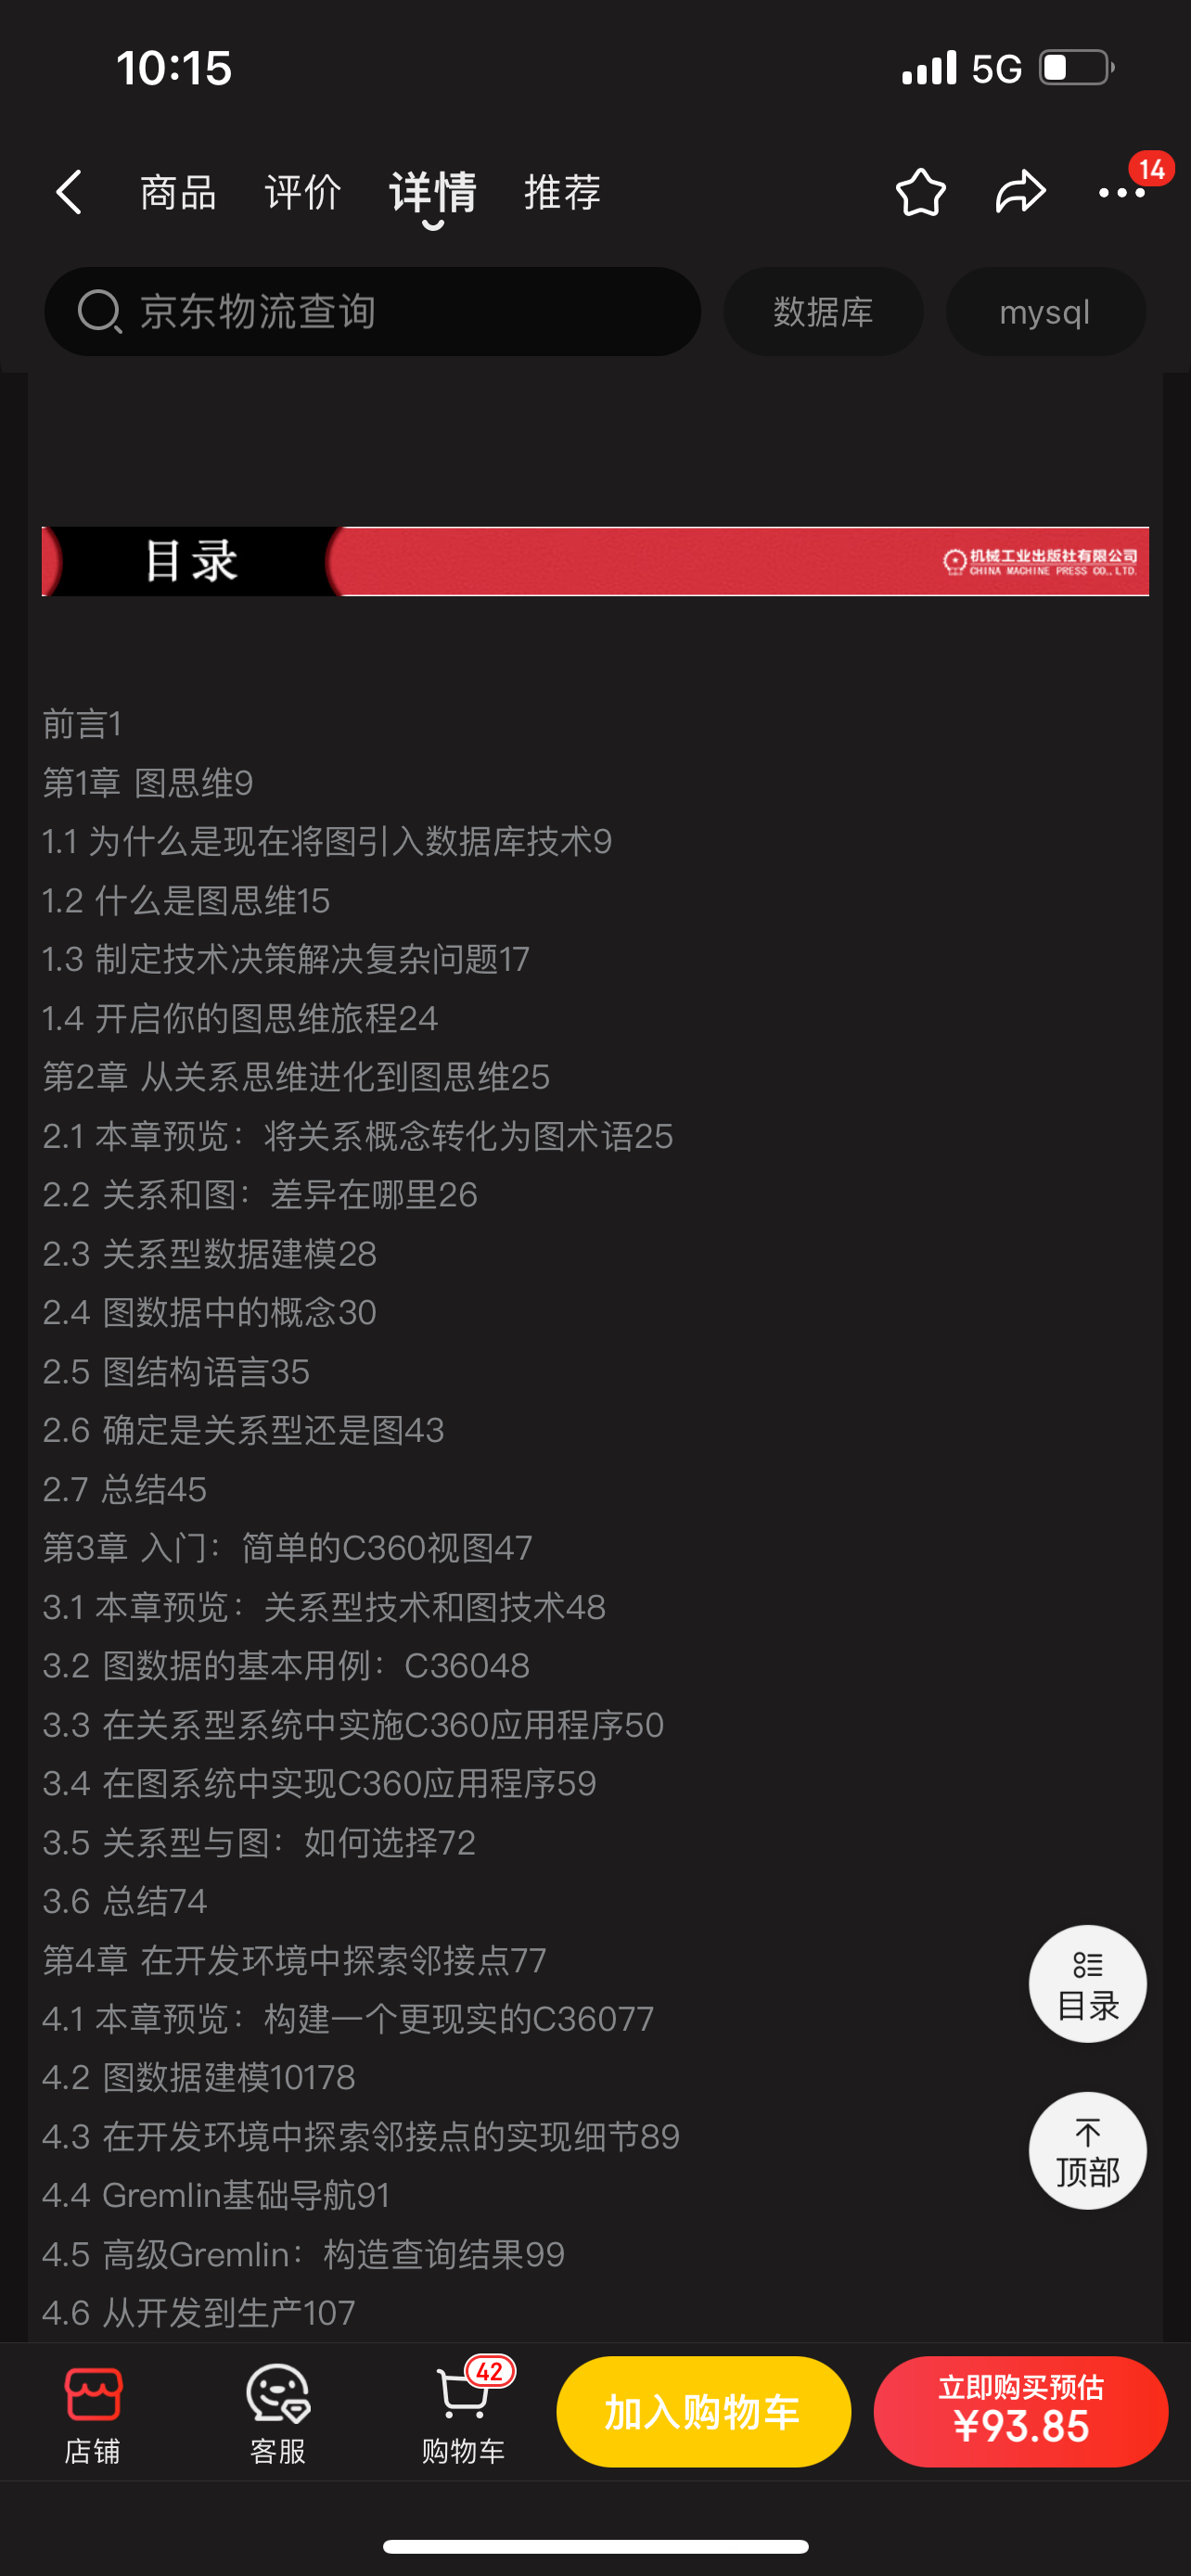 10:15
5G
商品 评价 详情 推荐
14
京东物流查询 数据库 mysql
目录
机械工业出版社有限公司
CHINA MACHINE PRESS CO., LTD.
前言1
第1章 图思维9
1.1 为什么是现在将图引入数据库技术9
1.2 什么是图思维15
1.3 制定技术决策解决复杂问题17
1.4 开启你的图思维旅程24
第2章 从关系思维进化到图思维25
2.1 本章预览：将关系概念转化为图术语25
2.2 关系和图：差异在哪里26
2.3 关系型数据建模28
2.4 图数据中的概念30
2.5 图结构语言35
2.6 确定是关系型还是图43
2.7 总结45
第3章 入门：简单的C360视图47
3.1 本章预览：关系型技术和图技术48
3.2 图数据的基本用例：C36048
3.3 在关系型系统中实施C360应用程序50
3.4 在图系统中实现C360应用程序59
3.5 关系型与图：如何选择72
3.6 总结74
第4章 在开发环境中探索邻接点77
4.1 本章预览：构建一个更现实的C36077
4.2 图数据建模10178
4.3 在开发环境中探索邻接点的实现细节89
4.4 Gremlin基础导航91
4.5 高级Gremlin：构造查询结果99
4.6 从开发到生产107
目录
顶部
店铺
客服
42
购物车
加入购物车
立即购买预估
¥93.85